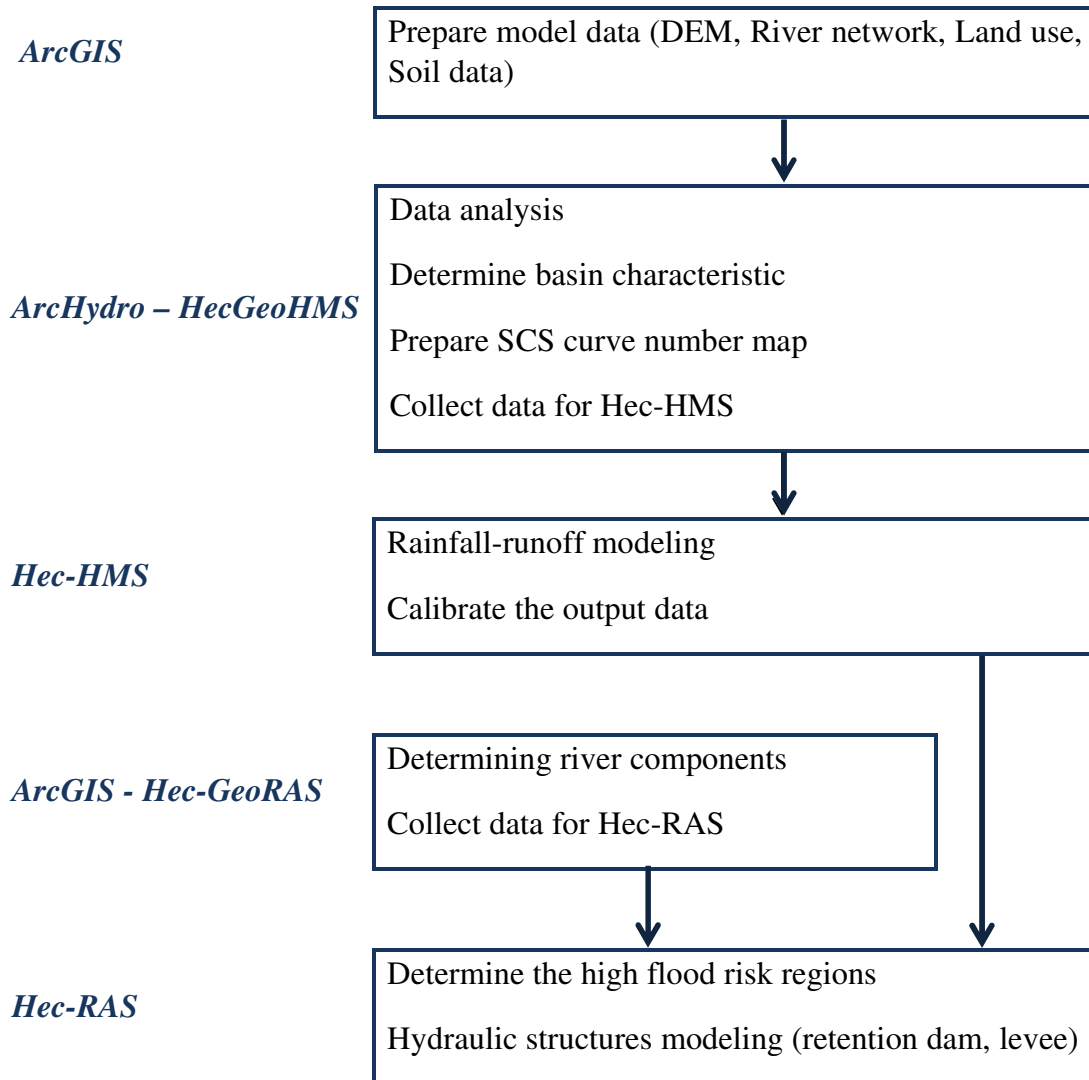 ArcGIS
Prepare model data (DEM, River network, Land use,
Soil data)
ArcHydro – HecGeoHMS
Data analysis
Determine basin characteristic
Prepare SCS curve number map
Collect data for Hec-HMS
Hec-HMS
Rainfall-runoff modeling
Calibrate the output data
ArcGIS - Hec-GeoRAS
Determining river components
Collect data for Hec-RAS
Hec-RAS
Determine the high flood risk regions
Hydraulic structures modeling (retention dam, levee)